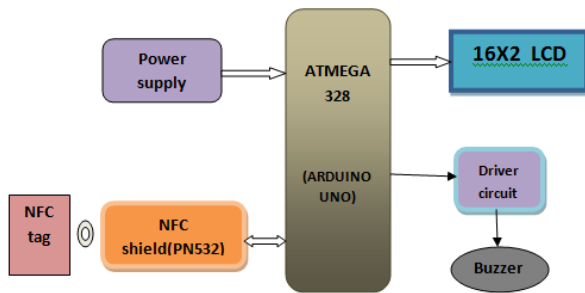 Power
supply
ATMEGA
328
(ARDUINO
UNO)
16X2 LCD
Driver
circuit
Buzzer
NFC
tag
NFC
shield(PN532)